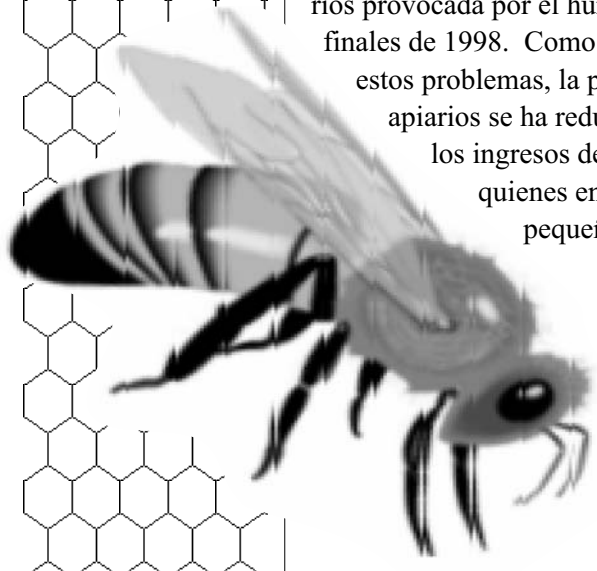 rios provocada por el hu
finales de 1998. Como
estos problemas, la p
apiarios se ha redu
los ingresos de
quienes en
pequeñ